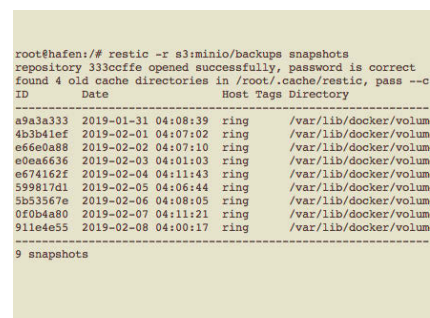 root@hafen:/# restic -r s3:minio/backups snapshots
repository 333ccffe opened successfully, password is correct
found 4 old cache directories in /root/.cache/restic, pass --c
ID Date Host Tags Directory
----------------------------------------------------------------
a9a3a333 2019-01-31 04:08:39 ring /var/lib/docker/volum
4b3b41ef 2019-02-01 04:07:02 ring /var/lib/docker/volum
e66e0a88 2019-02-02 04:07:10 ring /var/lib/docker/volum
e0ea6636 2019-02-03 04:01:03 ring /var/lib/docker/volum
e674162f 2019-02-04 04:11:43 ring /var/lib/docker/volum
599817d1 2019-02-05 04:06:44 ring /var/lib/docker/volum
5b53567e 2019-02-06 04:08:05 ring /var/lib/docker/volum
0f0b4a80 2019-02-07 04:11:21 ring /var/lib/docker/volum
911e4e55 2019-02-08 04:00:17 ring /var/lib/docker/volum
----------------------------------------------------------------
9 snapshots